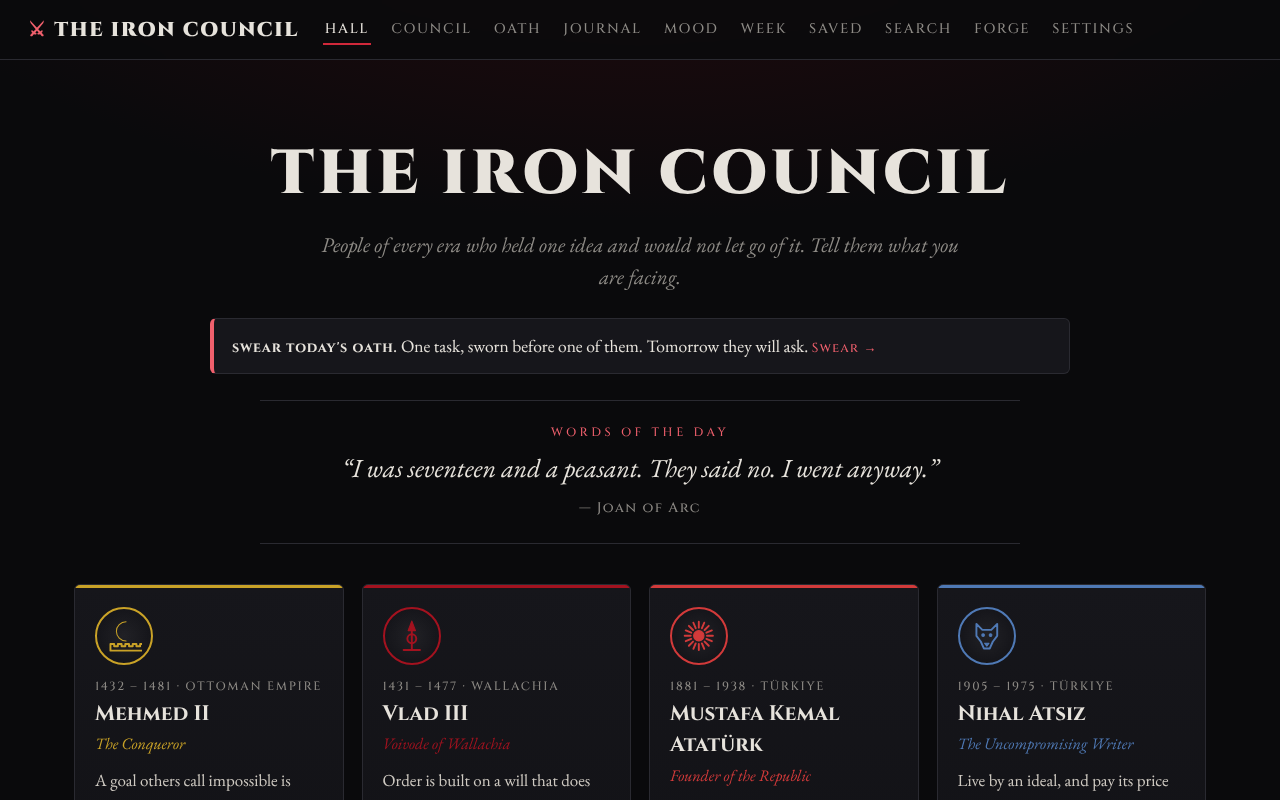 THE IRON COUNCIL
HALL COUNCIL OATH JOURNAL MOOD WEEK SAVED SEARCH FORGE SETTINGS
THE IRON COUNCIL
People of every era who held one idea and would not let go of it. Tell them what you
are facing.
SWEAR TODAY'S OATH. One task, sworn before one of them. Tomorrow they will ask. SWEAR →
WORDS OF THE DAY
“I was seventeen and a peasant. They said no. I went anyway.”
— JOAN OF ARC
1432 – 1481 · OTTOMAN EMPIRE
MEHMED II
The Conqueror
A goal others call impossible is
1431 – 1477 · WALLACHIA
VLAD III
Voivode of Wallachia
Order is built on a will that does
1881 – 1938 · TÜRKIYE
MUSTAFA KEMAL
ATATÜRK
Founder of the Republic
1905 – 1975 · TÜRKIYE
NIHAL ATSIZ
The Uncompromising Writer
Live by an ideal, and pay its price